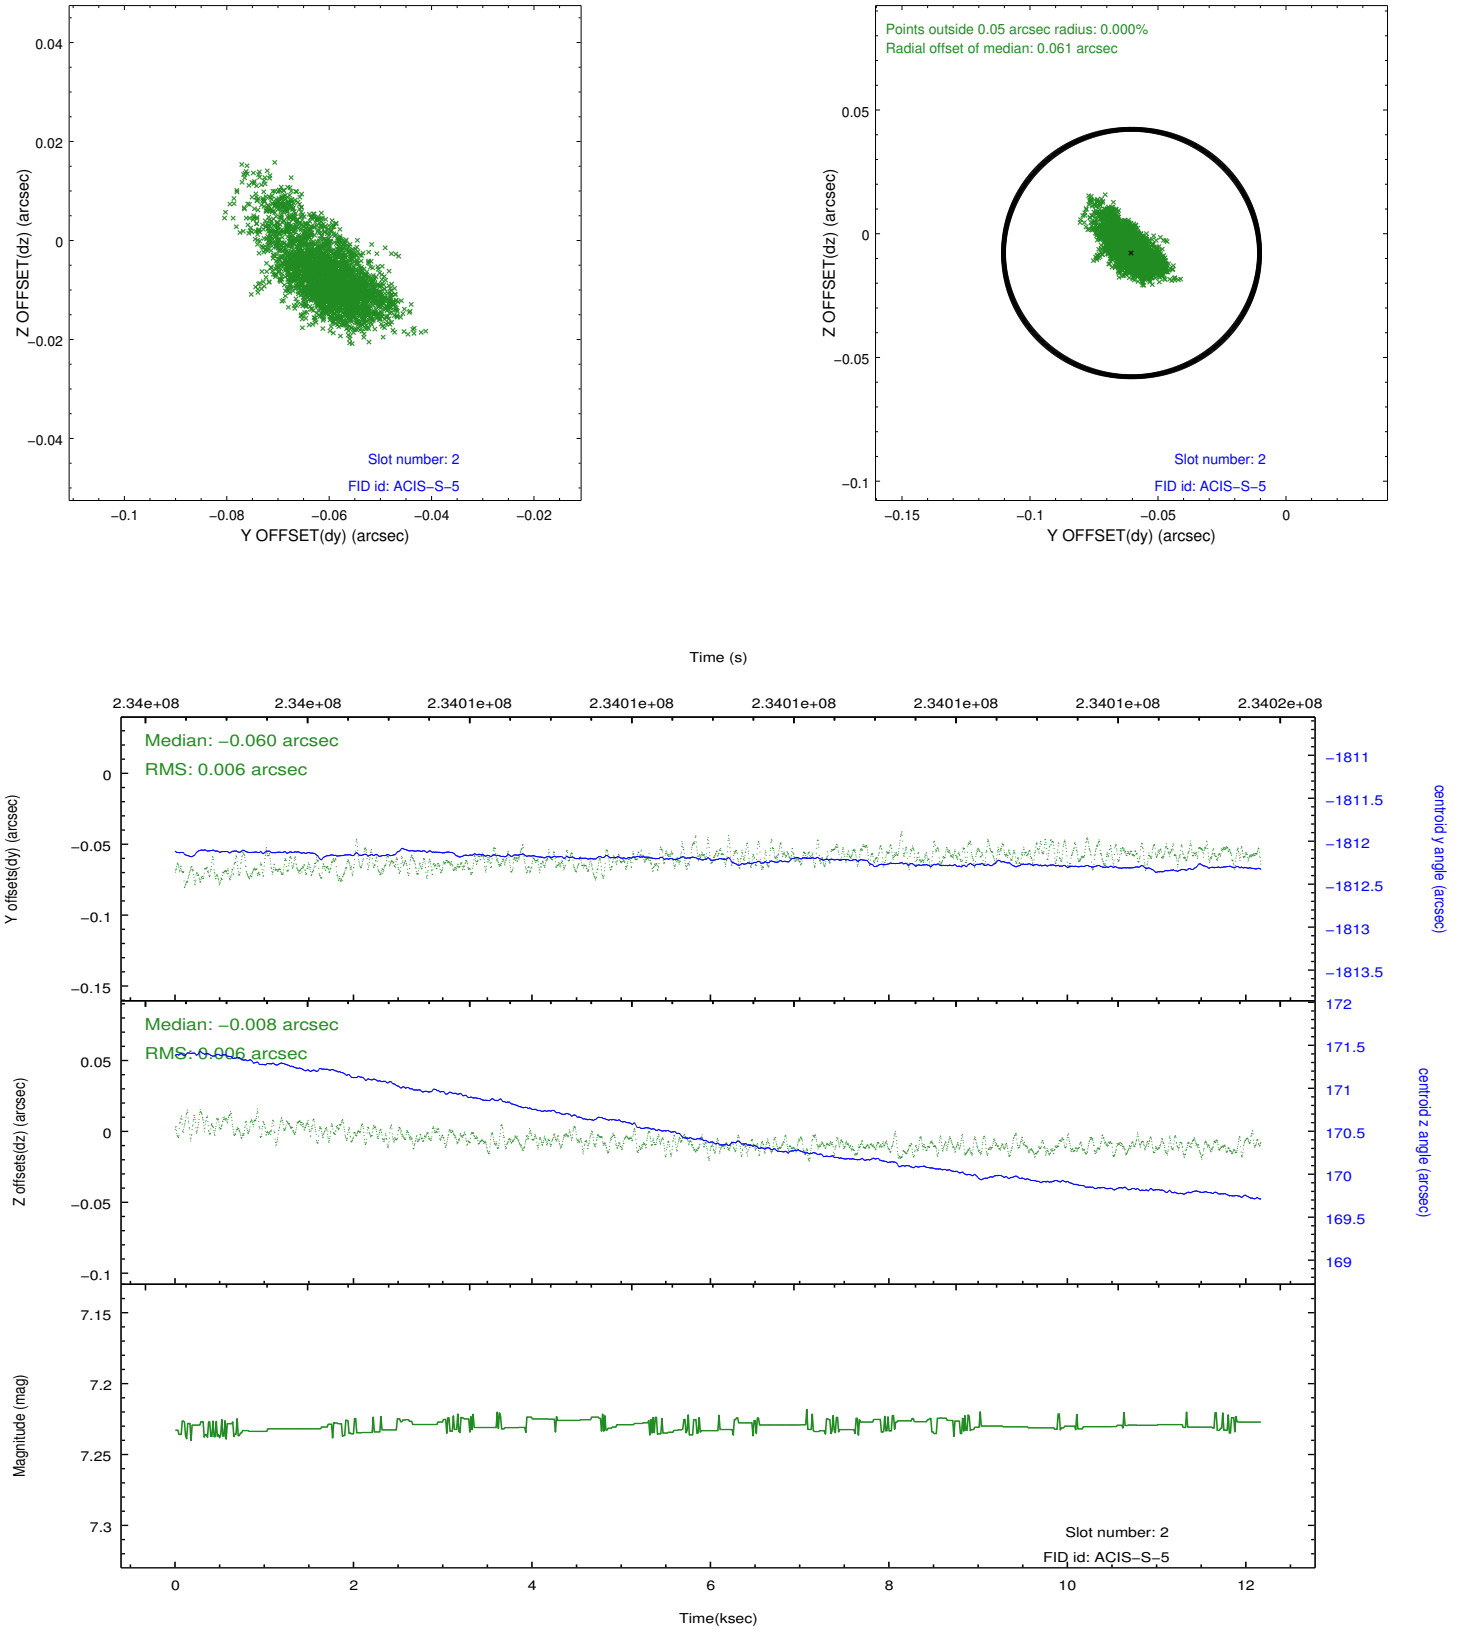 0.04
0.02
0
−0.02
−0.04
Z OFFSET(dz) (arcsec)
Slot number: 2
FID id: ACIS−S−5
−0.1 −0.08 −0.06 −0.04 −0.02
Y OFFSET(dy) (arcsec)
Points outside 0.05 arcsec radius: 0.000%
Radial offset of median: 0.061 arcsec
0.05
0
−0.05
−0.1
Z OFFSET(dz) (arcsec)
Slot number: 2
FID id: ACIS−S−5
−0.15 −0.1 −0.05 0
Y OFFSET(dy) (arcsec)
Time (s)
2.34e+08 2.34e+08 2.3401e+08 2.3401e+08 2.3401e+08 2.3401e+08 2.3401e+08 2.3402e+08
Median: −0.060 arcsec
RMS: 0.006 arcsec
0
−0.05
−0.1
−0.15
Y offsets(dy) (arcsec)
−1811
−1811.5
−1812
−1812.5
−1813
−1813.5
centroid y angle (arcsec)
Median: −0.008 arcsec
RMS: 0.006 arcsec
0.05
0
−0.05
−0.1
Z offsets(dz) (arcsec)
172
171.5
171
170.5
170
169.5
169
centroid z angle (arcsec)
7.15
7.2
7.25
7.3
Magnitude (mag)
Slot number: 2
FID id: ACIS−S−5
0 2 4 6 8 10 12
Time(ksec)